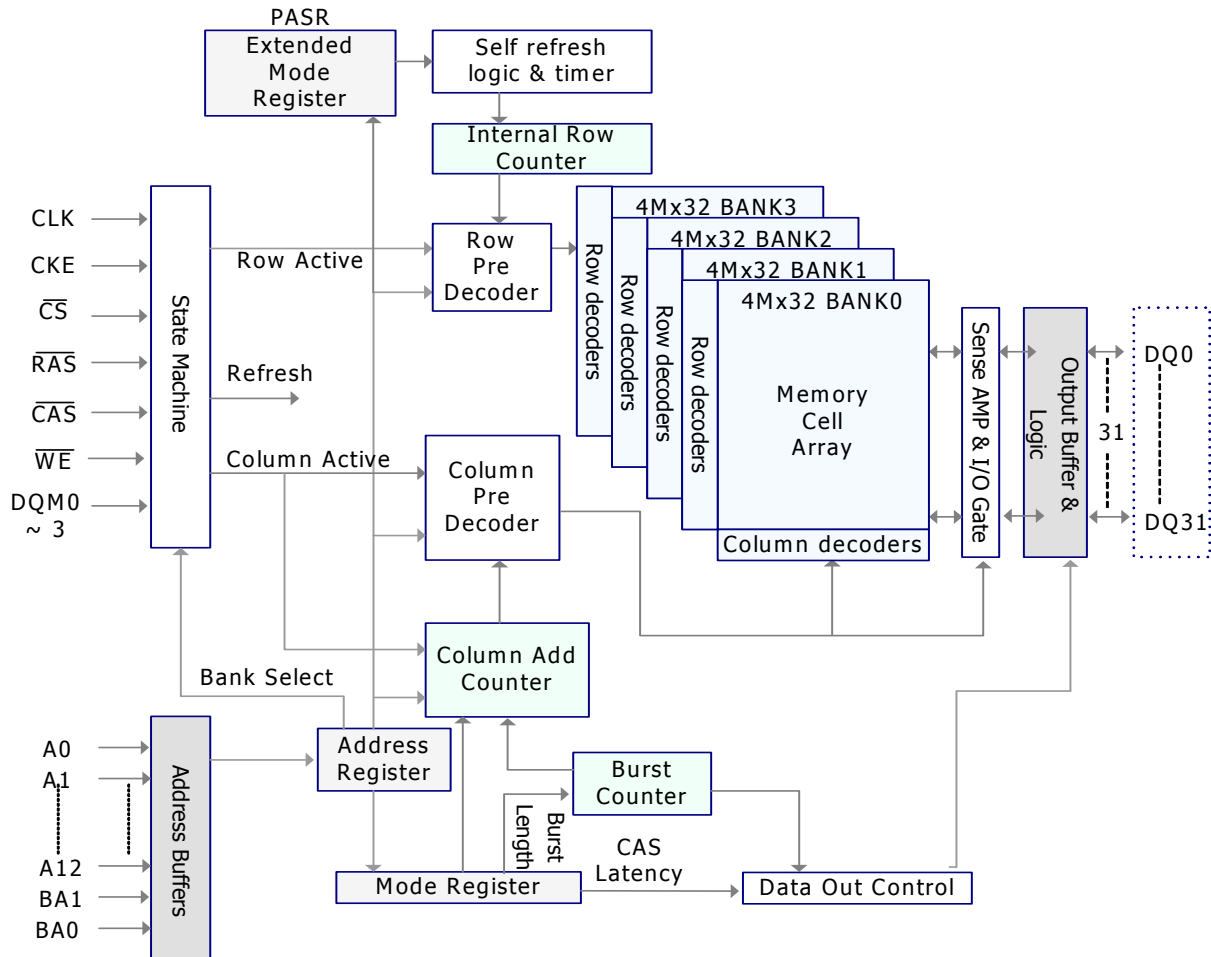 PASR
Extended
Mode
Register
Self refresh
logic & timer
Internal Row
Counter
CLK
CKE
C̅S̅
R̅A̅S̅
C̅A̅S̅
W̅E̅
DQM0
~ 3
State Machine
Row Active
Refresh
Column Active
Row
Pre
Decoder
Column
Pre
Decoder
Row decoders
Row decoders
Row decoders
Row decoders
4Mx32 BANK3
4Mx32 BANK2
4Mx32 BANK1
4Mx32 BANK0
Memory
Cell
Array
Column decoders
Sense AMP & I/O Gate
Output Buffer &
Logic
DQ0
31
DQ31
Bank Select
Column Add
Counter
A0
A1
A12
BA1
BA0
Address Buffers
Address
Register
Burst
Length
Burst
Counter
CAS
Latency
Mode Register
Data Out Control